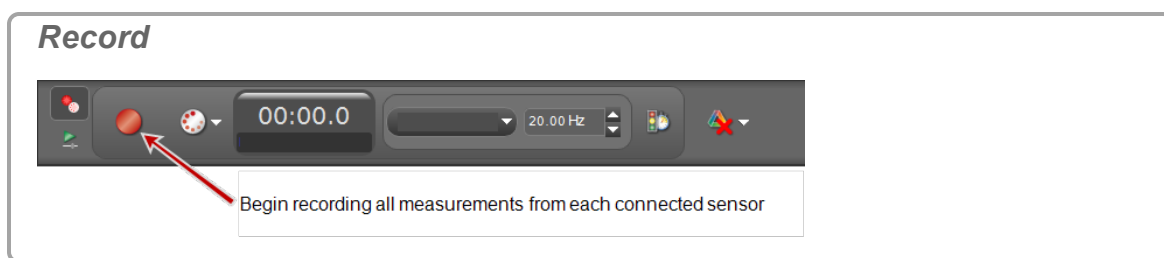 Record
00:00.0
20.00 Hz
Begin recording all measurements from each connected sensor